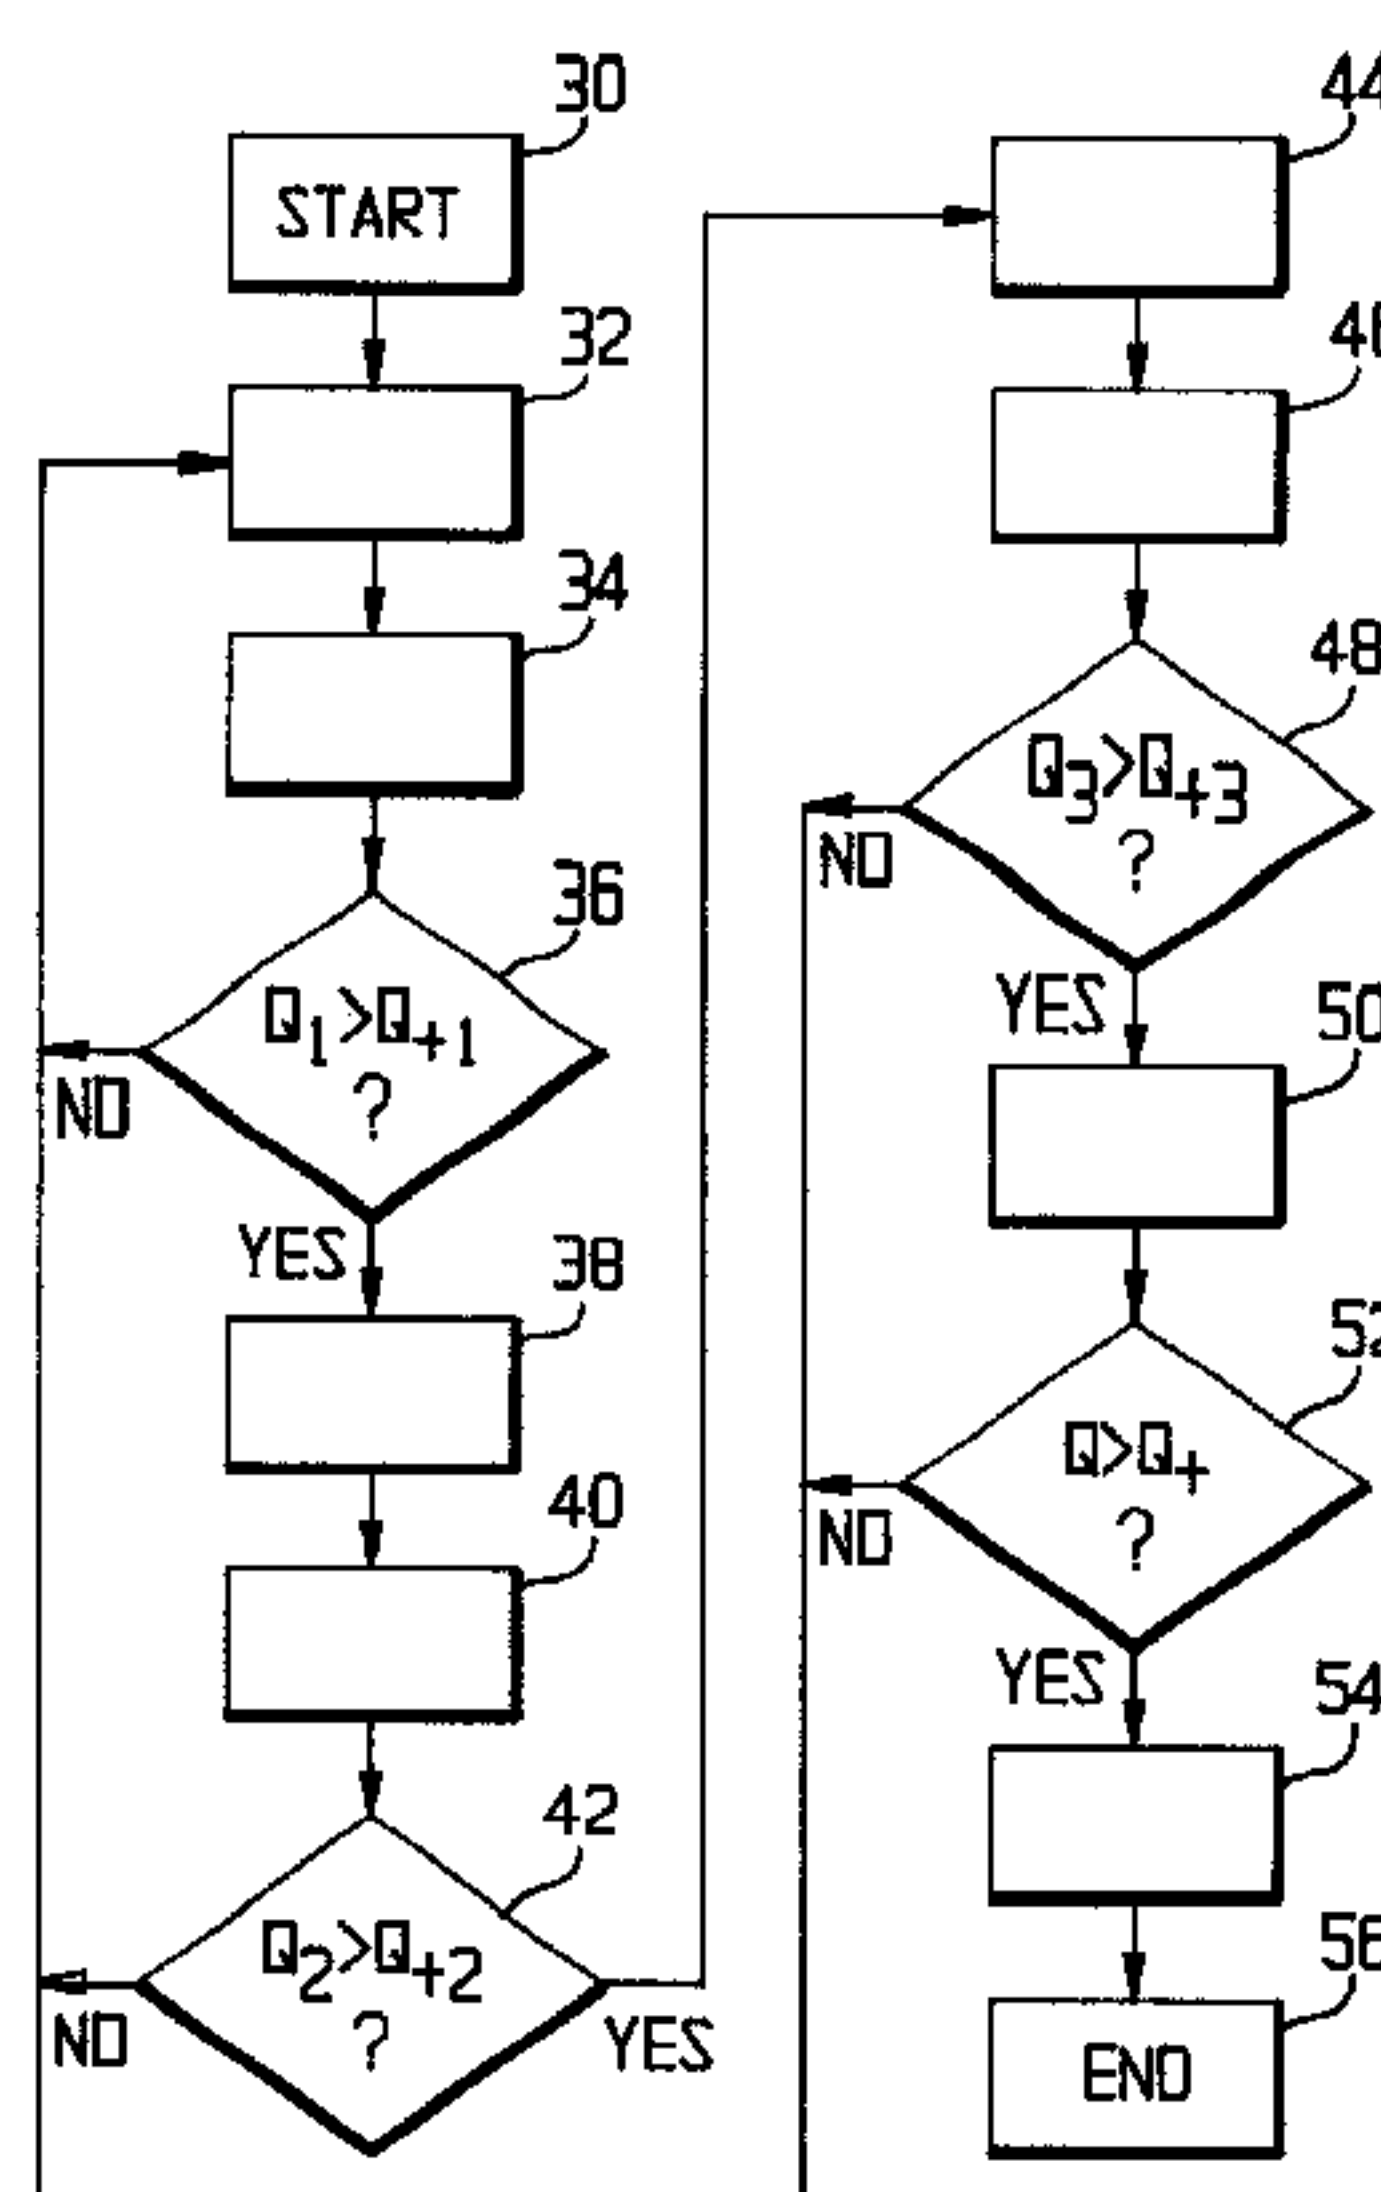 30
START
32
34
36
Q1>Q+1
?
NO
YES
38
40
42
Q2>Q+2
?
NO
YES
44
46
48
Q3>Q+3
?
NO
YES
50
52
Q>Q+
?
NO
YES
54
56
END